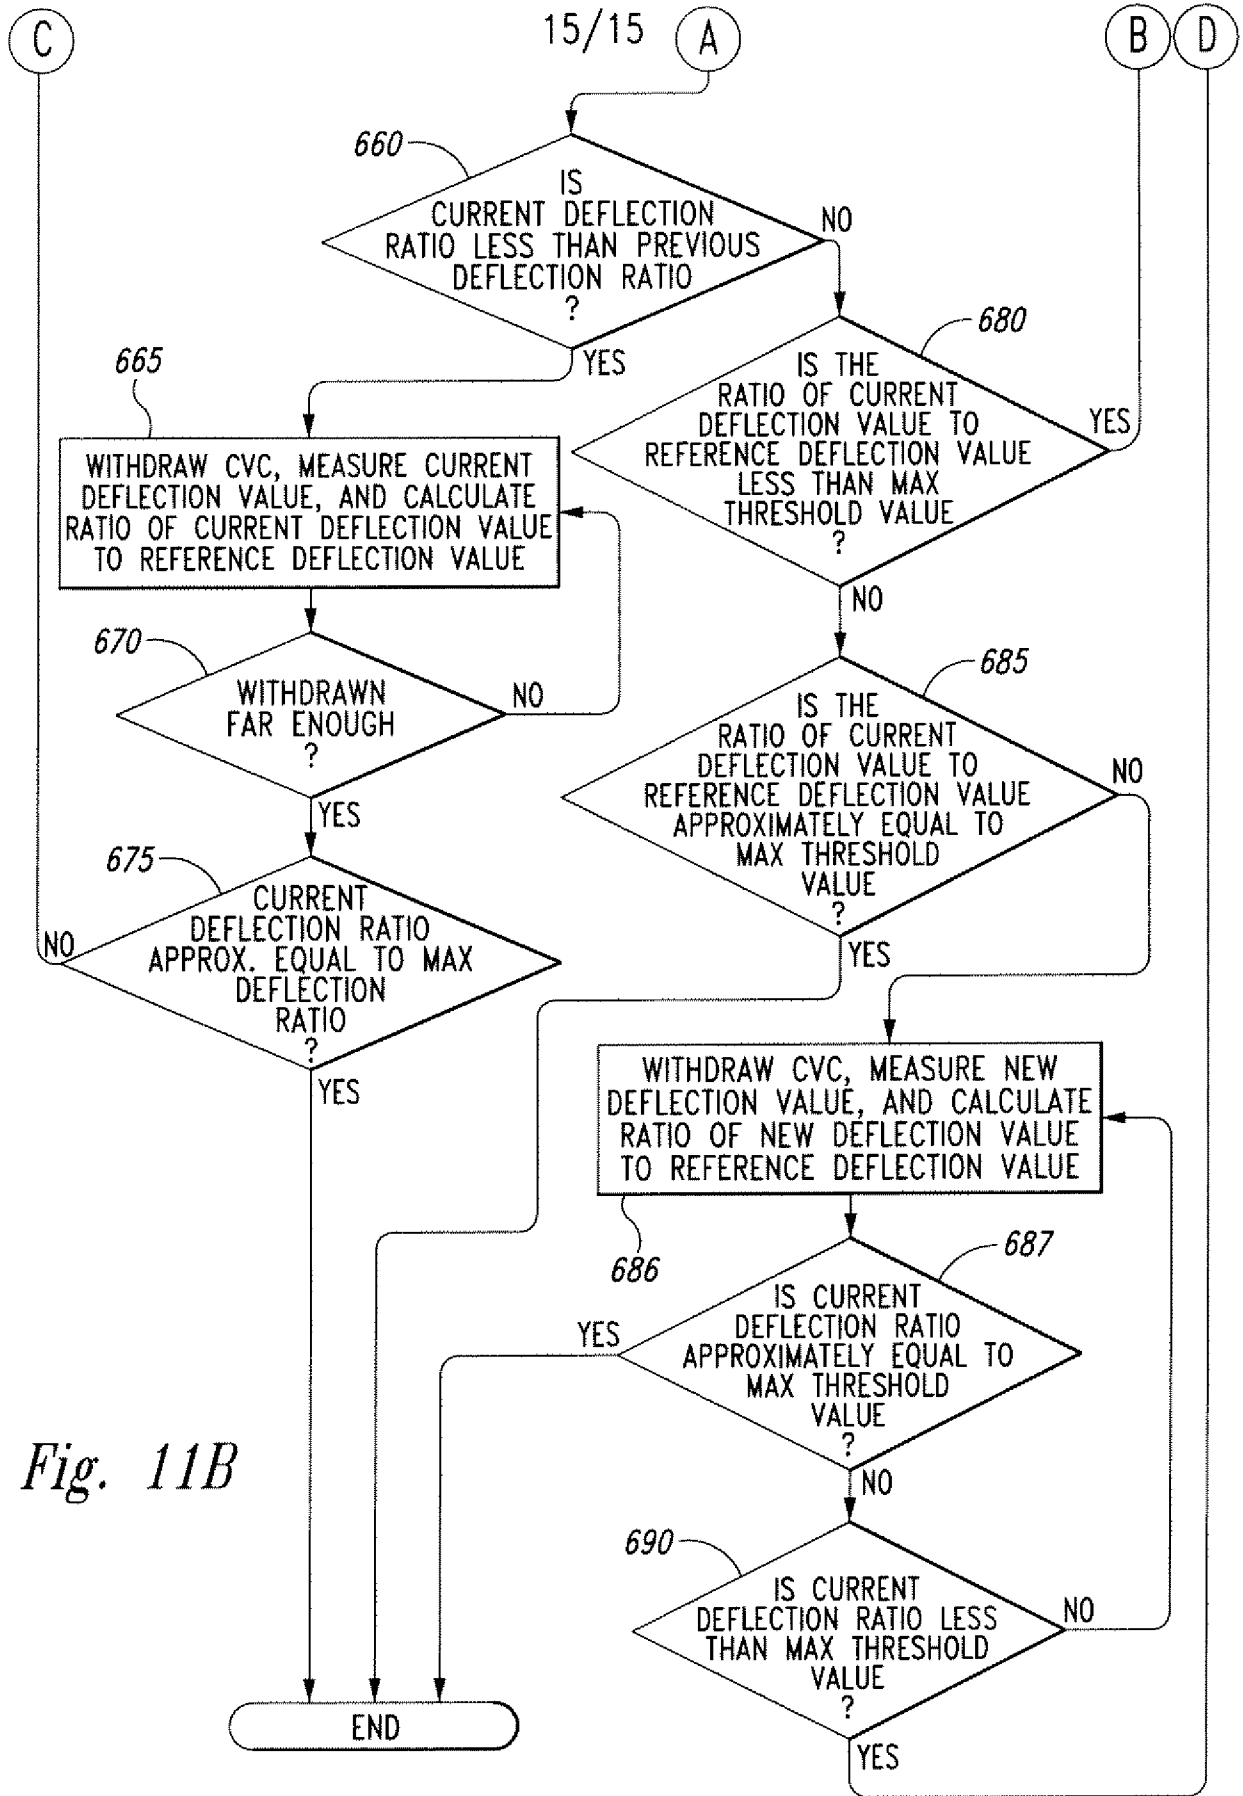 C
15/15
A
B
D
660
IS
CURRENT DEFLECTION
RATIO LESS THAN PREVIOUS
DEFLECTION RATIO
?
NO
YES
665
WITHDRAW CVC, MEASURE CURRENT
DEFLECTION VALUE, AND CALCULATE
RATIO OF CURRENT DEFLECTION VALUE
TO REFERENCE DEFLECTION VALUE
680
IS THE
RATIO OF CURRENT
DEFLECTION VALUE TO
REFERENCE DEFLECTION VALUE
LESS THAN MAX
THRESHOLD VALUE
?
YES
NO
670
WITHDRAWN
FAR ENOUGH
?
NO
YES
685
IS THE
RATIO OF CURRENT
DEFLECTION VALUE TO
REFERENCE DEFLECTION VALUE
APPROXIMATELY EQUAL TO
MAX THRESHOLD
VALUE
?
NO
YES
675
CURRENT
DEFLECTION RATIO
APPROX. EQUAL TO MAX
DEFLECTION
RATIO
?
NO
YES
WITHDRAW CVC, MEASURE NEW
DEFLECTION VALUE, AND CALCULATE
RATIO OF NEW DEFLECTION VALUE
TO REFERENCE DEFLECTION VALUE
686
687
IS CURRENT
DEFLECTION RATIO
APPROXIMATELY EQUAL TO
MAX THRESHOLD
VALUE
?
YES
NO
Fig. 11B
690
IS CURRENT
DEFLECTION RATIO LESS
THAN MAX THRESHOLD
VALUE
?
NO
YES
END